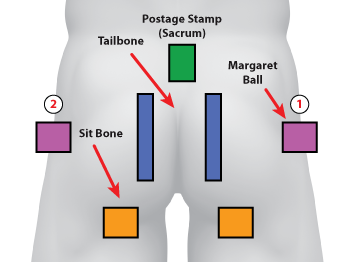 Postage Stamp
(Sacrum)
Tailbone
Margaret
Ball
2
1
Sit Bone